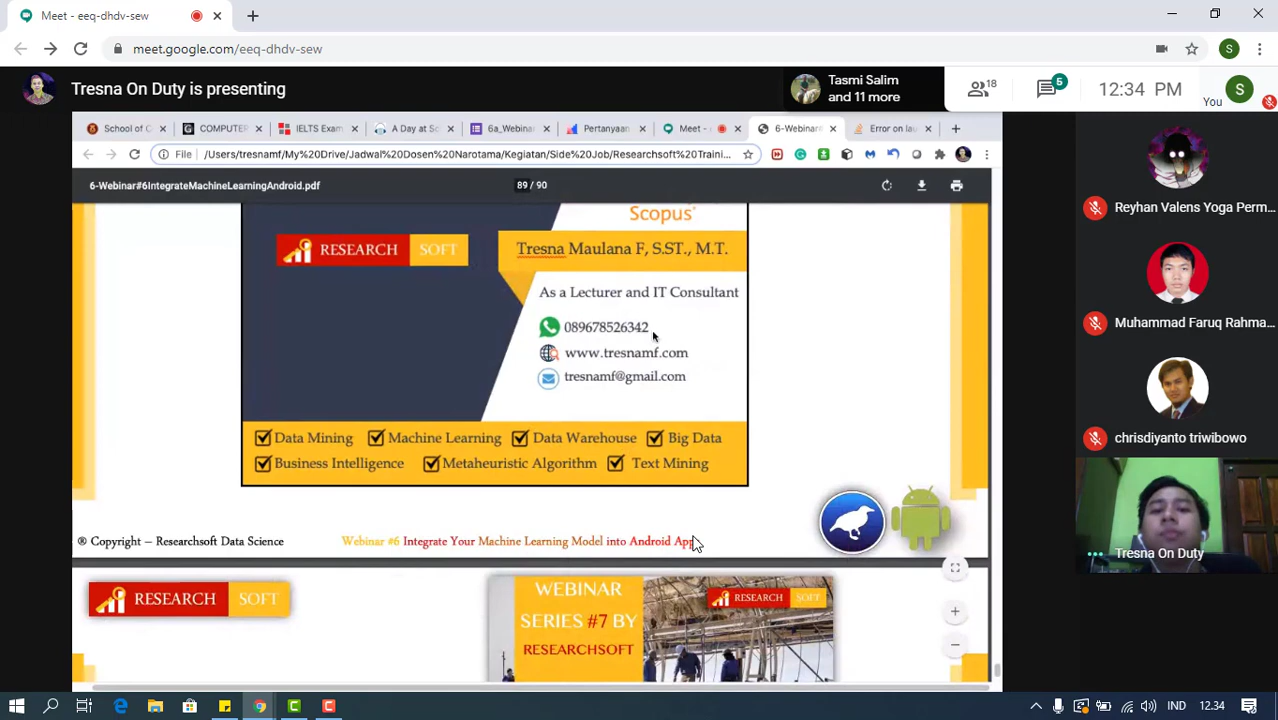 Meet - eeq-dhdv-sew
meet.google.com/eeq-dhdv-sew
S
Tresna On Duty is presenting
Tasmi Salim
and 11 more
18
5
12:34 PM
You
S
School of C
COMPUTER
IELTS Exam
A Day at Sc
6a_Webinar
Pertanyaan
Meet -
6-Webinar
Error on lau
File
/Users/tresnamf/My%20Drive/Jadwal%20Dosen%20Narotama/Kegiatan/Side%20Job/Researchsoft%20Traini...
6-Webinar#6IntegrateMachineLearningAndroid.pdf
89 / 90
Scopus
RESEARCH SOFT
Tresna Maulana F, S.ST., M.T.
As a Lecturer and IT Consultant
089678526342
www.tresnamf.com
tresnamf@gmail.com
Data Mining
Machine Learning
Data Warehouse
Big Data
Business Intelligence
Metaheuristic Algorithm
Text Mining
® Copyright – Researchsoft Data Science
Webinar #6 Integrate Your Machine Learning Model into Android App
RESEARCH SOFT
WEBINAR
SERIES #7 BY
RESEARCHSOFT
RESEARCH SOFT
Reyhan Valens Yoga Perm...
Muhammad Faruq Rahma...
chrisdiyanto triwibowo
Tresna On Duty
IND
12.34